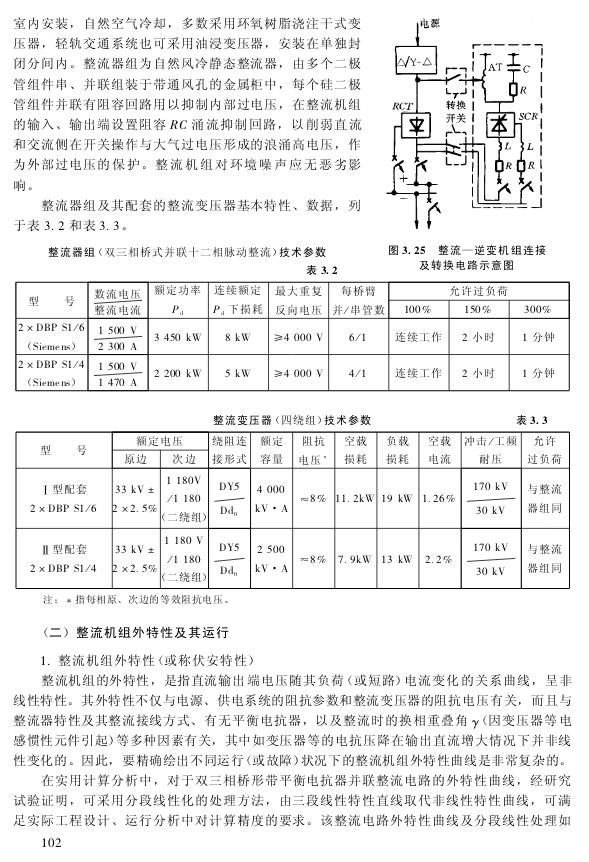 室内安装，自然空气冷却，多数采用环氧树脂浇注干式变
压器，轻轨交通系统也可采用油浸变压器，安装在单独封
闭分间内。整流器组为自然风冷静态整流器，由多个二极
管组件串、并联组装于带通风孔的金属柜中，每个硅二极
管组件并联有阻容回路用以抑制内部过电压，在整流机组
的输入、输出端设置阻容 RC 涌流抑制回路，以削弱直流
和交流侧在开关操作与大气过电压形成的浪涌高电压，作
为外部过电压的保护。整流机组对环境噪声应无恶劣影
响。
整流器组及其配套的整流变压器基本特性、数据，列
于表 3. 2 和表 3. 3。
电源
△/Y-△
AT
C
R
转换
开关
RCT
SCR
L
L
R
R
+
−
图 3. 25 整流—逆变机组连接
及转换电路示意图
整流器组（双三相桥式并联十二相脉动整流）技术参数
表 3. 2
型 号 数流电压 额定功率 连续额定 最大重复 每桥臂 允许过负荷
整流电流 Pd Pd 下损耗 反向电压 并/串管数 100% 150% 300%
2 × DBP S1/6 1 500 V 3 450 kW 8 kW ≥4 000 V 6/1 连续工作 2 小时 1 分钟
（Siemens） 2 300 A
2 × DBP S1/4 1 500 V 2 200 kW 5 kW ≥4 000 V 4/1 连续工作 2 小时 1 分钟
（Siemens） 1 470 A
整流变压器（四绕组）技术参数 表 3. 3
型 号 额定电压 绕阻连 额定 阻抗 空载 负载 空载 冲击/工频 允许
原边 次边 接形式 容量 电压* 损耗 损耗 电流 耐压 过负荷
Ⅰ型配套 33 kV ± 1 180V DY5 4 000 ≈8% 11. 2kW 19 kW 1. 26% 170 kV 与整流
2 × DBP S1/6 2 × 2. 5% /1 180 Dd0 kV · A 30 kV 器组同
（二绕组）
Ⅱ型配套 33 kV ± 1 180 V DY5 2 500 ≈8% 7. 9kW 13 kW 2. 2% 170 kV 与整流
2 × DBP S1/4 2 × 2. 5% /1 180 Dd0 kV · A 30 kV 器组同
（二绕组）
注：* 指每相原、次边的等效阻抗电压。
（二）整流机组外特性及其运行
1. 整流机组外特性（或称伏安特性）
整流机组的外特性，是指直流输出端电压随其负荷（或短路）电流变化的关系曲线，呈非
线性特性。其外特性不仅与电源、供电系统的阻抗参数和整流变压器的阻抗电压有关，而且与
整流器特性及其整流接线方式、有无平衡电抗器，以及整流时的换相重叠角 γ（因变压器等电
感惯性元件引起）等多种因素有关，其中如变压器等的电抗压降在输出直流增大情况下并非线
性变化的。因此，要精确绘出不同运行（或故障）状况下的整流机组外特性曲线是非常复杂的。
在实用计算分析中，对于双三相桥形带平衡电抗器并联整流电路的外特性曲线，经研究
试验证明，可采用分段线性化的处理方法，由三段线性特性直线取代非线性特性曲线，可满
足实际工程设计、运行分析中对计算精度的要求。该整流电路外特性曲线及分段线性处理如
102